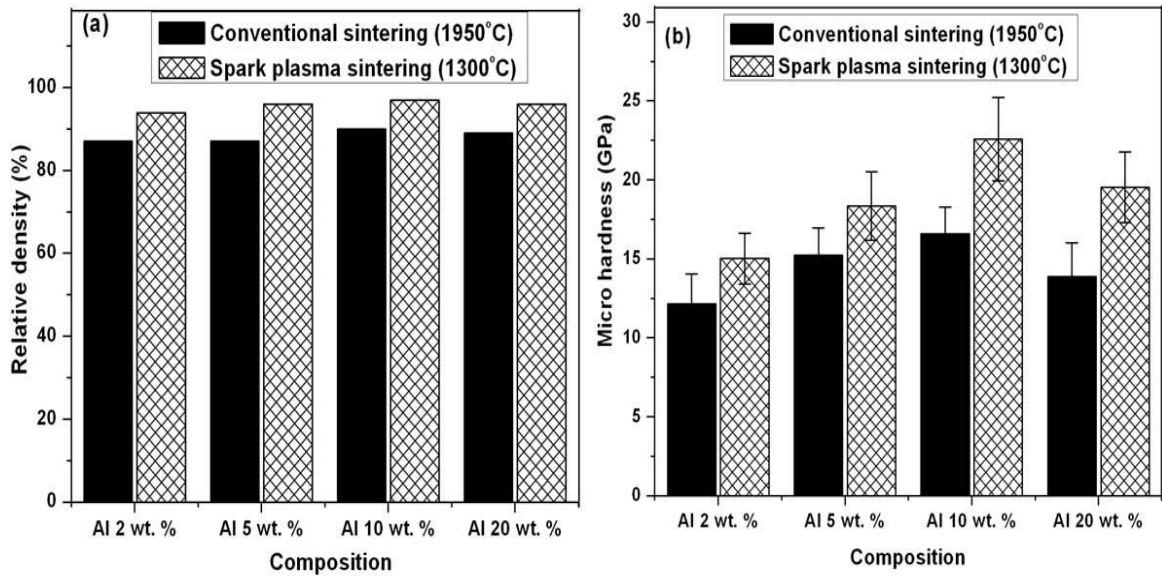 (a)
Conventional sintering (1950°C)
Spark plasma sintering (1300°C)
100
80
60
40
20
0
Relative density (%)
Al 2 wt. % Al 5 wt. % Al 10 wt. % Al 20 wt. %
Composition
(b)
Conventional sintering (1950°C)
Spark plasma sintering (1300°C)
30
25
20
15
10
5
0
Micro hardness (GPa)
Al 2 wt. % Al 5 wt. % Al 10 wt. % Al 20 wt. %
Composition